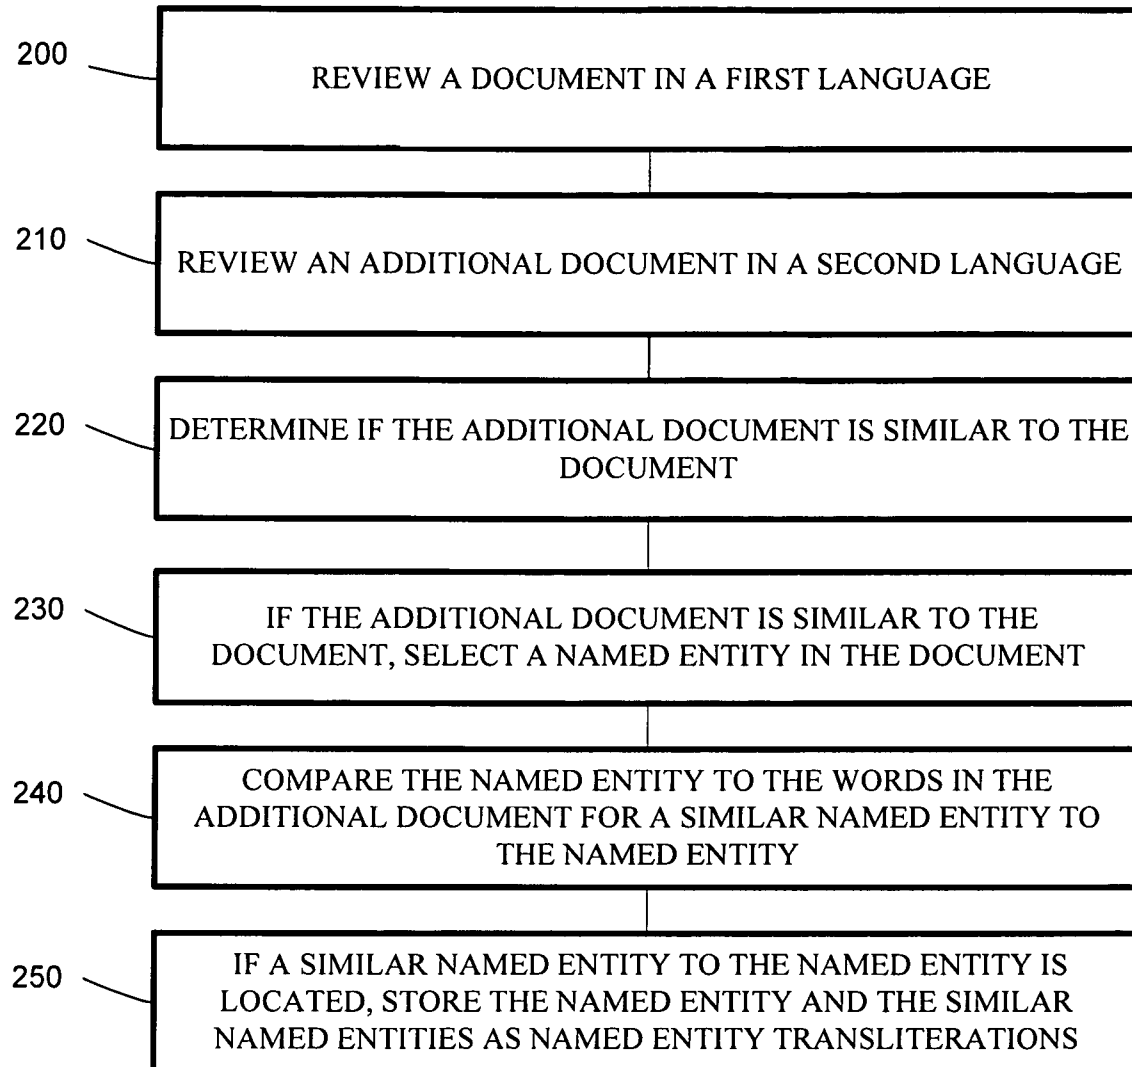 200
REVIEW A DOCUMENT IN A FIRST LANGUAGE
210
REVIEW AN ADDITIONAL DOCUMENT IN A SECOND LANGUAGE
220
DETERMINE IF THE ADDITIONAL DOCUMENT IS SIMILAR TO THE
DOCUMENT
230
IF THE ADDITIONAL DOCUMENT IS SIMILAR TO THE
DOCUMENT, SELECT A NAMED ENTITY IN THE DOCUMENT
240
COMPARE THE NAMED ENTITY TO THE WORDS IN THE
ADDITIONAL DOCUMENT FOR A SIMILAR NAMED ENTITY TO
THE NAMED ENTITY
250
IF A SIMILAR NAMED ENTITY TO THE NAMED ENTITY IS
LOCATED, STORE THE NAMED ENTITY AND THE SIMILAR
NAMED ENTITIES AS NAMED ENTITY TRANSLITERATIONS